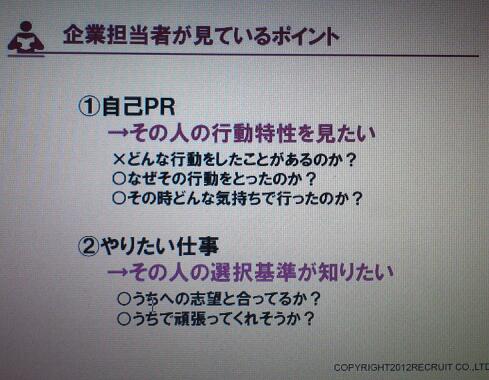 企業担当者が見ているポイント
①自己PR
→その人の行動特性を見たい
×どんな行動をしたことがあるのか？
○なぜその行動をとったのか？
○その時どんな気持ちで行ったのか？
②やりたい仕事
→その人の選択基準が知りたい
○うちへの志望と合ってるか？
○うちで頑張ってくれそうか？
COPYRIGHT2012RECRUIT CO.,LTD